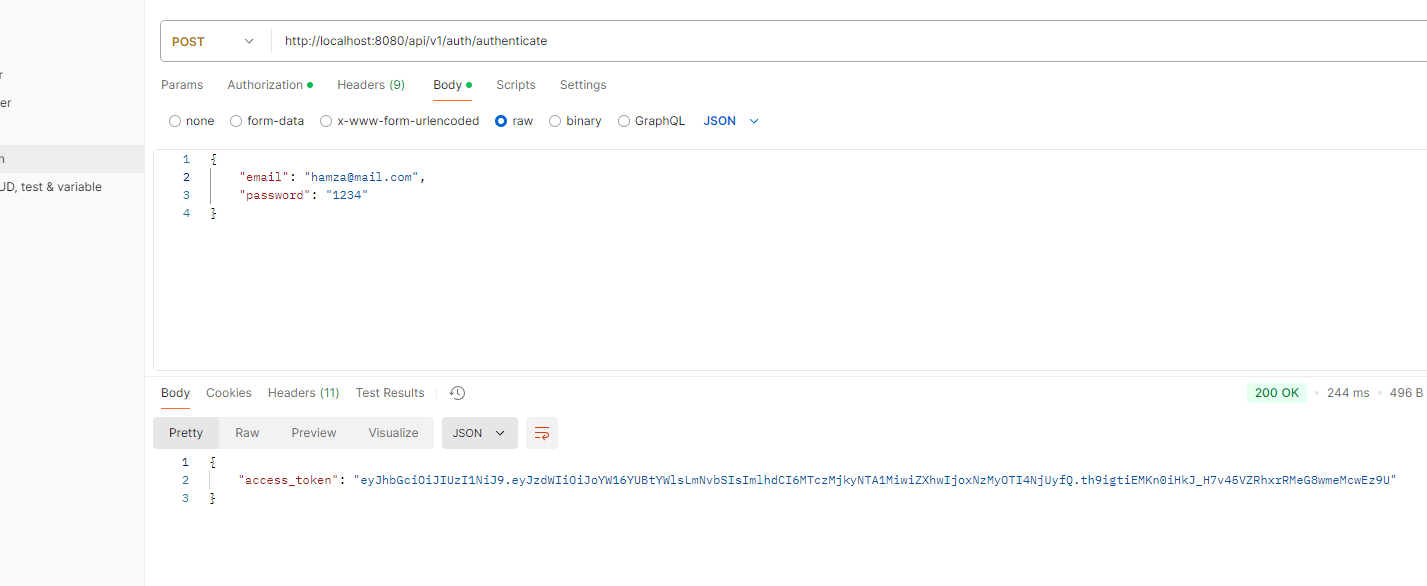 POST http://localhost:8080/api/v1/auth/authenticate
r
er
n
UD, test & variable
Params Authorization Headers (9) Body Scripts Settings
none form-data x-www-form-urlencoded raw binary GraphQL JSON
1 {
2 "email": "hamza@mail.com",
3 "password": "1234"
4 }
Body Cookies Headers (11) Test Results 200 OK 244 ms 496 B
Pretty Raw Preview Visualize JSON
1 {
2 "access_token": "eyJhbGciOiJIUzI1NiJ9.eyJzdWIiOiJoYW16YUBtYWlsLmNvbSIsImlhdCI6MTczMjkyNTA1MiwiZXhwIjoxNzMyOTI4NjUyfQ.th9igtiEMKn0iHkJ_H7v45VZRhxrRMeG8wmeMcwEz9U"
3 }